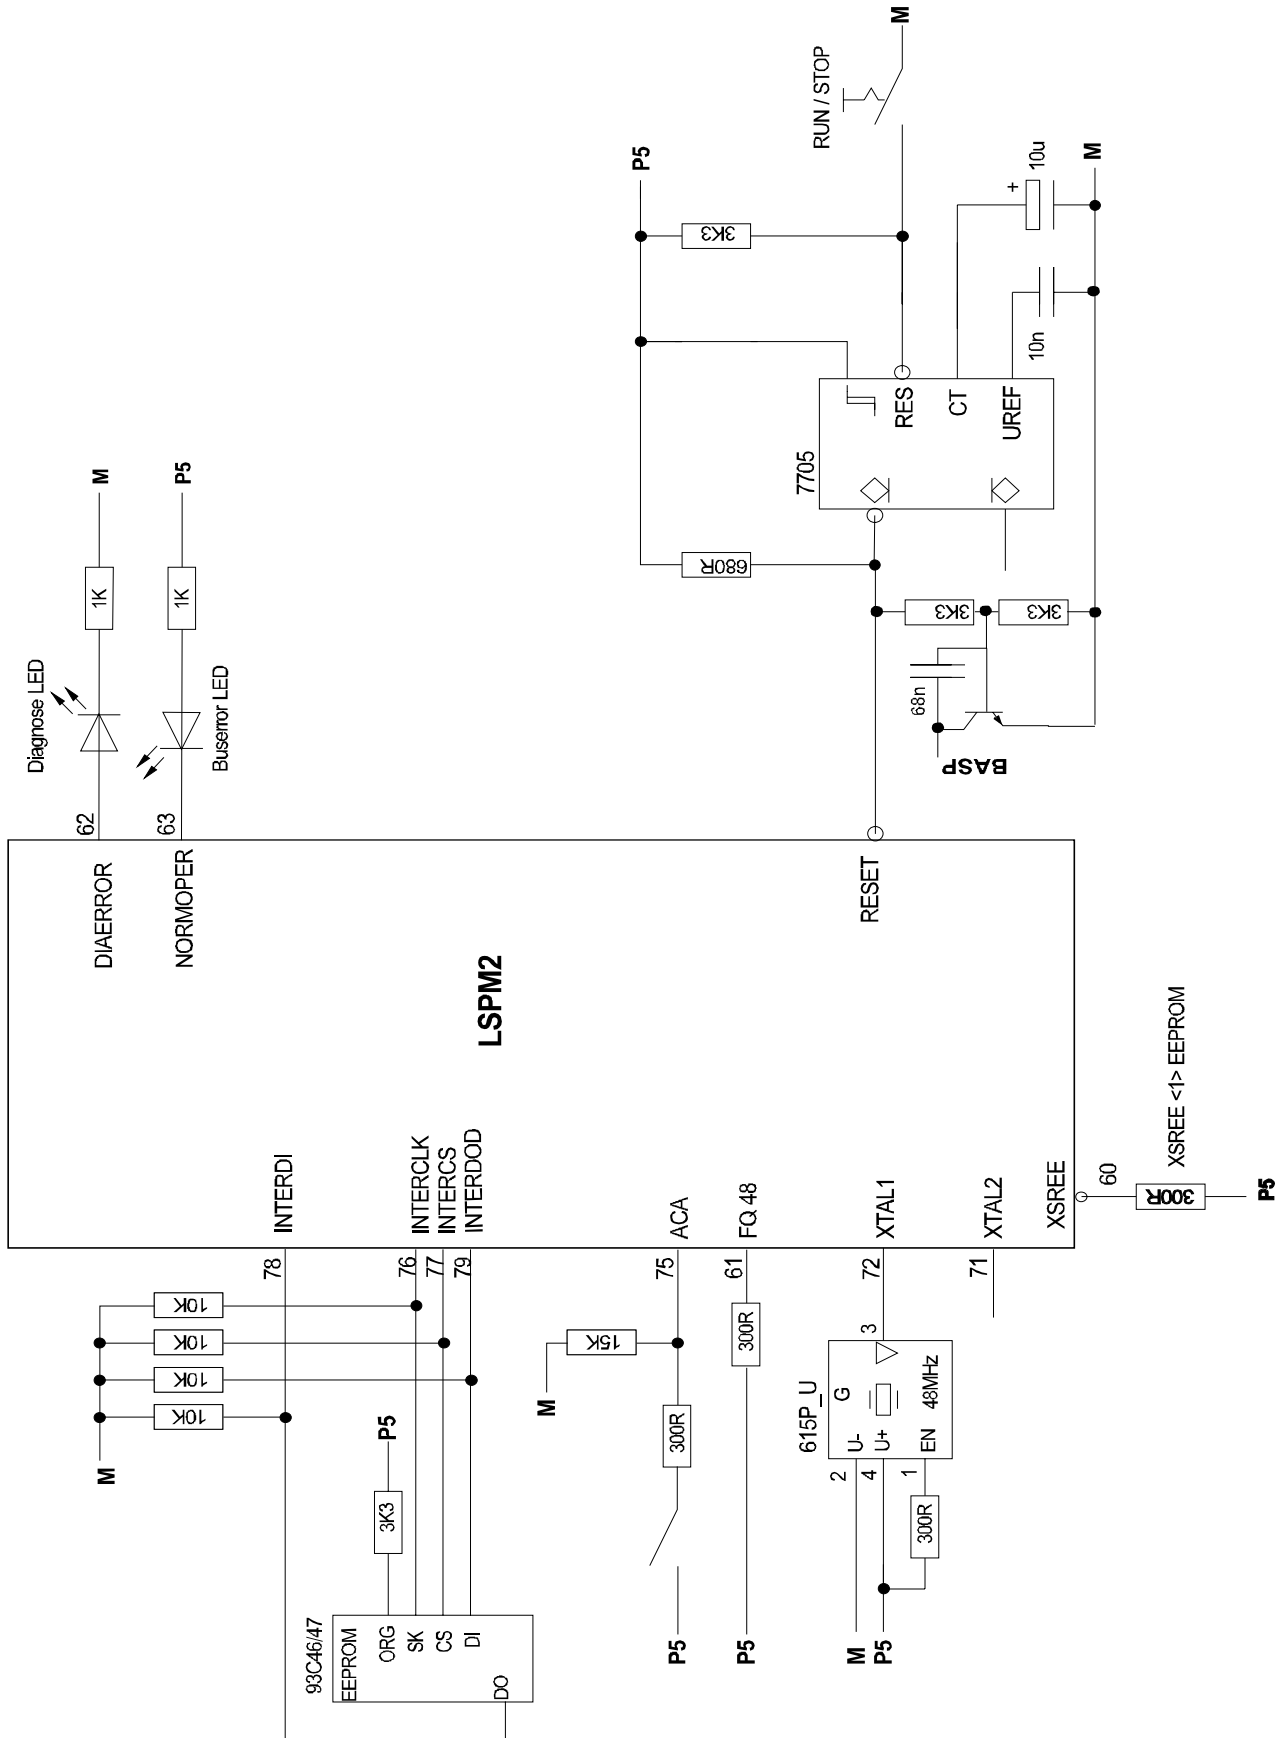 M
RUN / STOP
P5
3K3
+
10u
M
10n
7705
RES
CT
UREF
680R
3K3
3K3
68n
BASP
M
P5
1K
1K
Diagnose LED
Buserror LED
62
63
DIAERROR
NORMOPER
RESET
LSPM2
INTERDI
INTERCLK
INTERCS
INTERDOD
ACA
FQ 48
XTAL1
XTAL2
XSREE
60
XSREE <1> EEPROM
300R
P5
78
76
77
79
75
61
72
71
10K
10K
10K
10K
M
P5
3K3
93C46/47
EEPROM
ORG
SK
CS
DI
DO
15K
M
300R
300R
P5
P5
3
615P_U
G
U-
U+
EN
48MHz
2
4
1
300R
M
P5